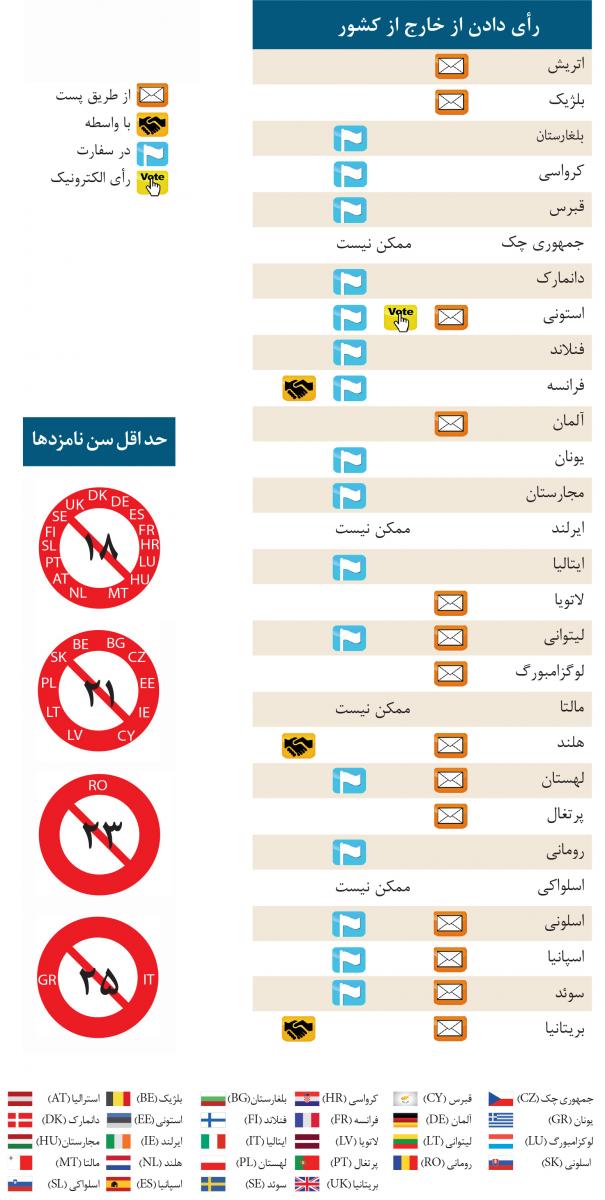 رأی دادن از خارج از کشور
اتریش
بلژیک
بلغارستان
کرواسی
قبرس
جمهوری چک ممکن نیست
دانمارک
استونی Vote
فنلاند
فرانسه
آلمان
یونان
مجارستان
ایرلند ممکن نیست
ایتالیا
لاتویا
لیتوانی
لوگزامبورگ
مالتا ممکن نیست
هلند
لهستان
پرتغال
رومانی
اسلواکی ممکن نیست
اسلونی
اسپانیا
سوئد
بریتانیا
از طریق پست
با واسطه
در سفارت
رأی الکترونیک Vote
حداقل سن نامزدها
UK DK DE ES FR HR LU HU MT NL AT PT SL FI SE
۱۸
BE BG CZ EE IE CY LV LT PL SK
۲۱
RO
۲۳
GR IT
۲۵
جمهوری چک (CZ) قبرس (CY) کرواسی (HR) بلغارستان (BG) بلژیک (BE) استرالیا (AT)
یونان (GR) آلمان (DE) فرانسه (FR) فنلاند (FI) استونی (EE) دانمارک (DK)
لوکزامبورگ (LU) لیتوانی (LT) لاتویا (LV) ایتالیا (IT) ایرلند (IE) مجارستان (HU)
اسلونی (SK) رومانی (RO) پرتغال (PT) لهستان (PL) هلند (NL) مالتا (MT)
بریتانیا (UK) سوئد (SE) اسپانیا (ES) اسلواکی (SL)